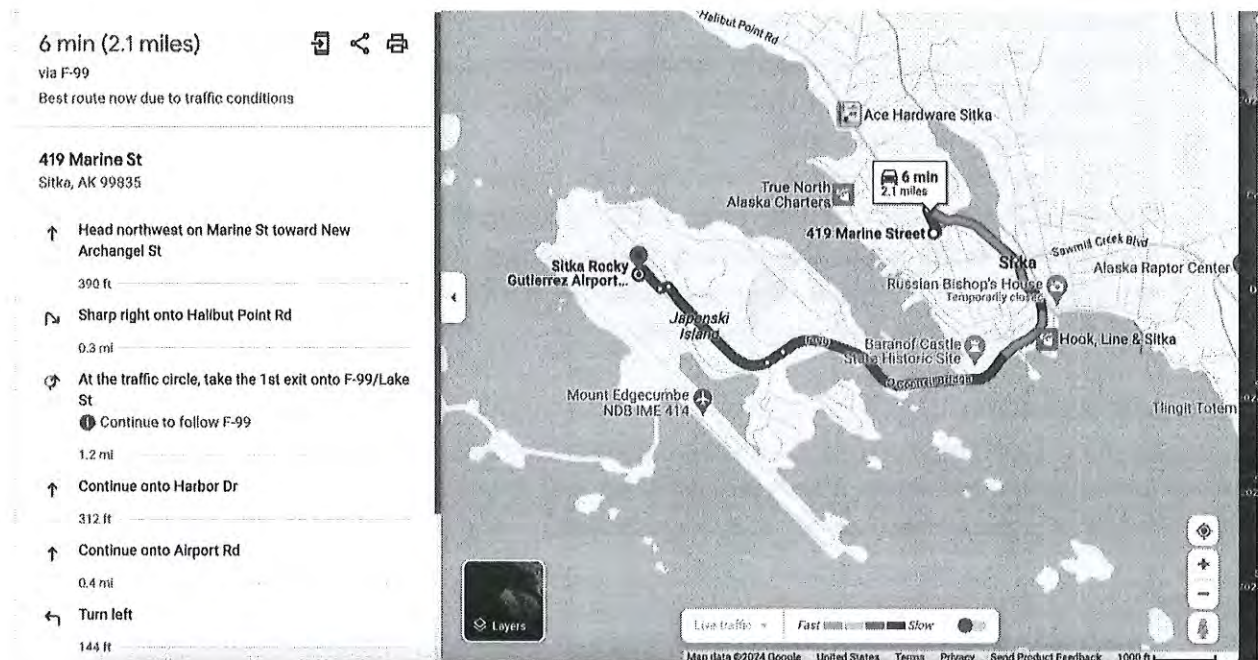 6 min (2.1 miles)
via F-99
Best route now due to traffic conditions
419 Marine St
Sitka, AK 99835
Head northwest on Marine St toward New
Archangel St
390 ft
Sharp right onto Halibut Point Rd
0.3 mi
At the traffic circle, take the 1st exit onto F-99/Lake
St
Continue to follow F-99
1.2 mi
Continue onto Harbor Dr
312 ft
Continue onto Airport Rd
0.4 mi
Turn left
144 ft
Halibut Point Rd
Ace Hardware Sitka
6 min
2.1 miles
True North
Alaska Charters
419 Marine Street
Sawmill Creek Blvd
Sitka
Alaska Raptor Center
Sitka Rocky
Gutierrez Airport...
Russian Bishop's House
Temporarily closed
Japonski
Island
Baranof Castle
State Historic Site
Hook, Line & Sitka
Mount Edgecumbe
NDB IME 414
Tlingit Totem
Layers
Live traffic
Fast
Slow
Map data ©2024 Google
United States
Terms
Privacy
Send Product Feedback
1000 ft